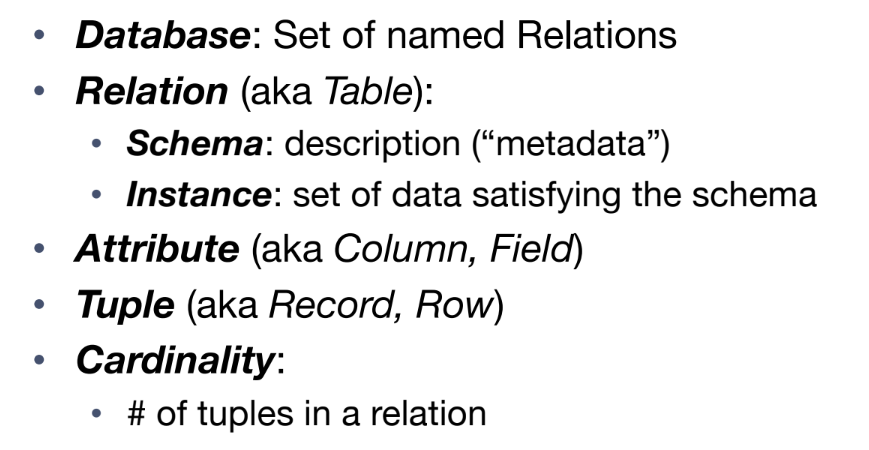 • Database: Set of named Relations
• Relation (aka Table):
• Schema: description (“metadata”)
• Instance: set of data satisfying the schema
• Attribute (aka Column, Field)
• Tuple (aka Record, Row)
• Cardinality:
• # of tuples in a relation